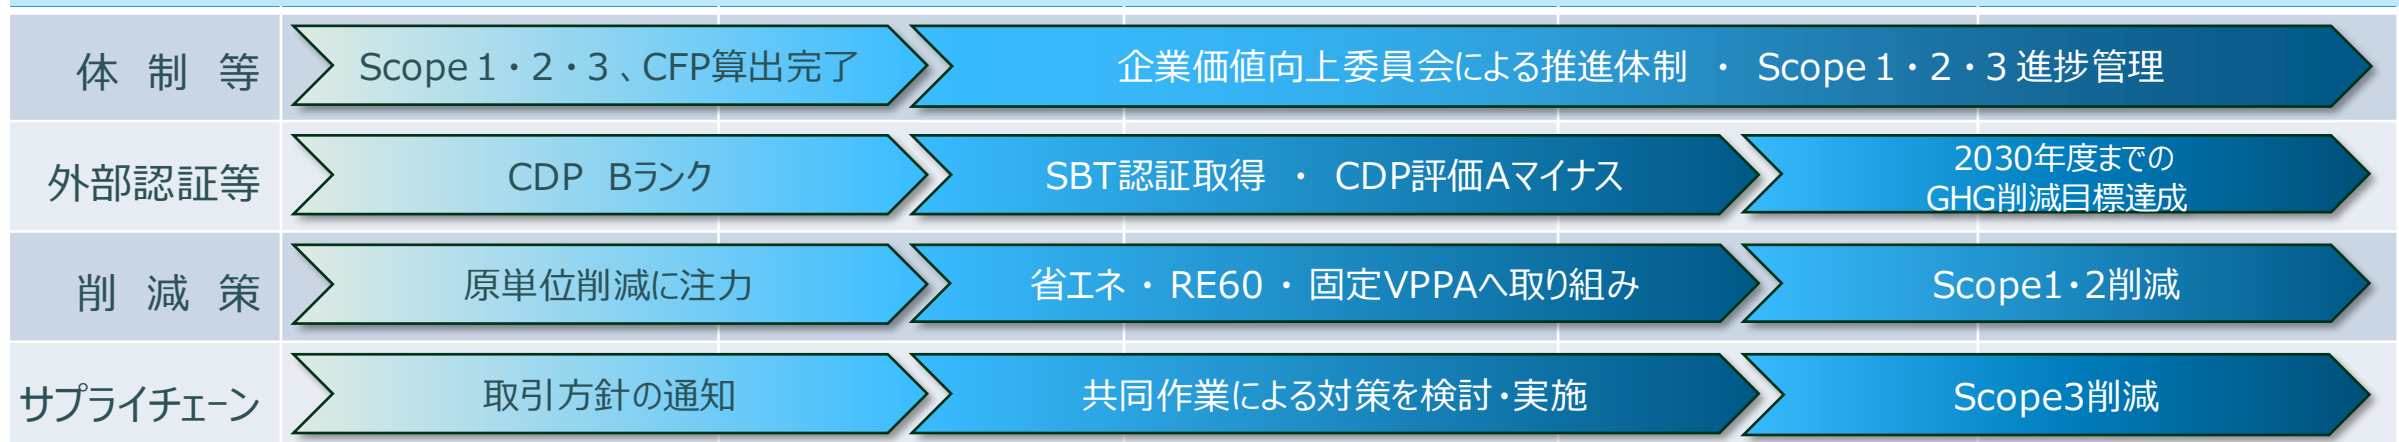 体 制 等
Scope 1・2・3、CFP算出完了
企業価値向上委員会による推進体制 ・ Scope 1・2・3 進捗管理
外部認証等
CDP Bランク
SBT認証取得 ・ CDP評価Aマイナス
2030年度までの
GHG削減目標達成
削 減 策
原単位削減に注力
省エネ・RE60・固定VPPAへ取り組み
Scope1・2削減
サプライチェーン
取引方針の通知
共同作業による対策を検討・実施
Scope3削減